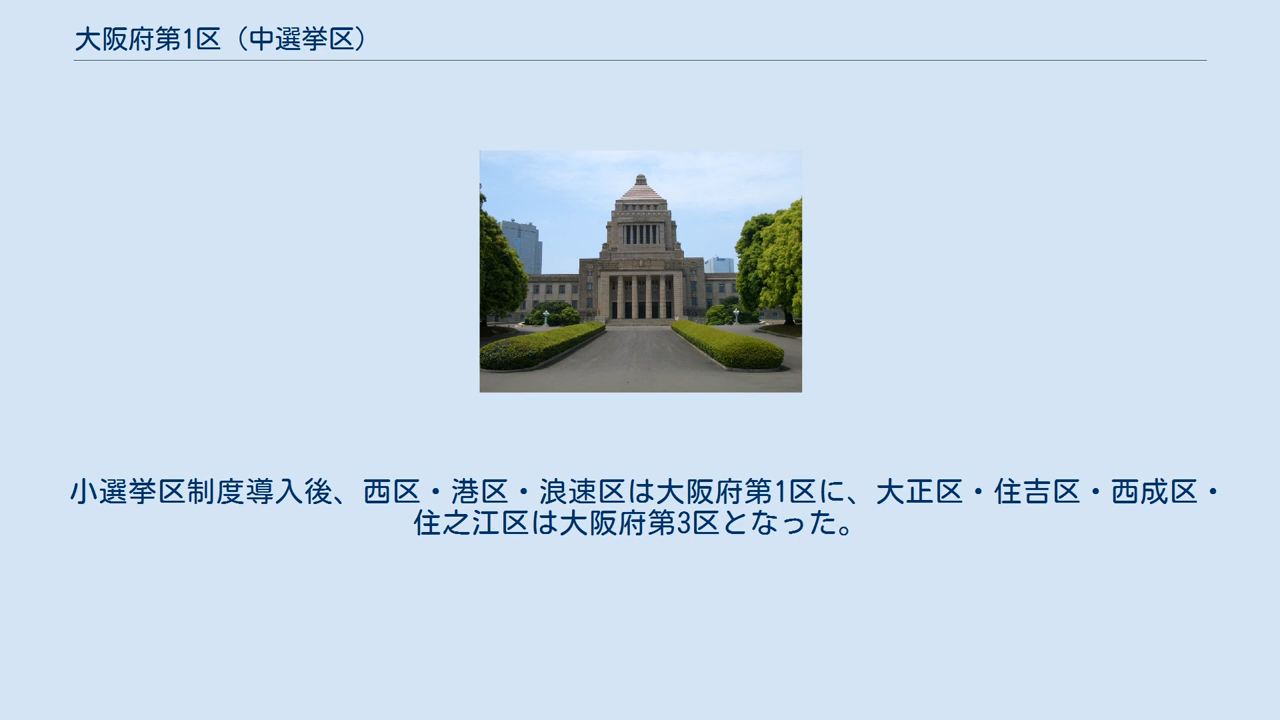 大阪府第1区（中選挙区）
小選挙区制度導入後、西区・港区・浪速区は大阪府第1区に、大正区・住吉区・西成区・
住之江区は大阪府第3区となった。